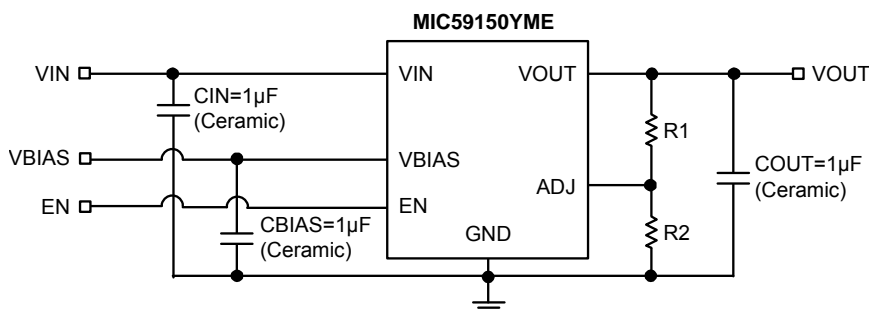 MIC59150YME
VIN
VIN
VOUT
VOUT
CIN=1µF
(Ceramic)
R1
VBIAS
VBIAS
COUT=1µF
(Ceramic)
ADJ
EN
EN
CBIAS=1µF
(Ceramic)
GND
R2